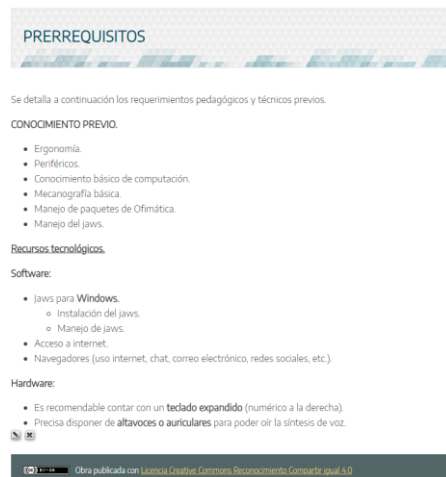 PRERREQUISITOS
Se detalla a continuación los requerimientos pedagógicos y técnicos previos.
CONOCIMIENTO PREVIO.
Ergonomía.
Periféricos.
Conocimiento básico de computación.
Mecanografía básica.
Manejo de paquetes de Ofimática.
Manejo del jaws.
Recursos tecnológicos.
Software:
Jaws para Windows.
Instalación del jaws.
Manejo de jaws.
Acceso a internet.
Navegadores (uso internet, chat, correo electrónico, redes sociales, etc.).
Hardware:
Es recomendable contar con un teclado expandido (numérico a la derecha).
Precisa disponer de altavoces o auriculares para poder oír la síntesis de voz.
Obra publicada con Licencia Creative Commons Reconocimiento Compartir igual 4.0